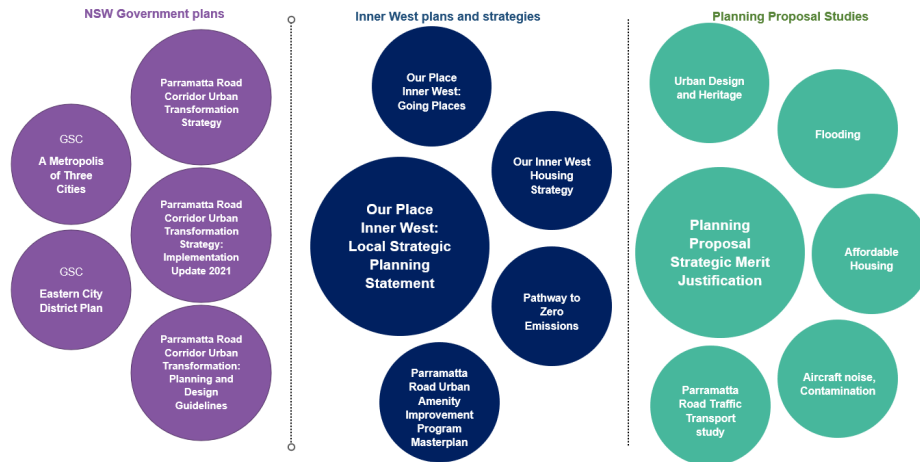 NSW Government plans
Parramatta Road
Corridor Urban
Transformation
Strategy
GSC
A Metropolis
of Three
Cities
Parramatta Road
Corridor Urban
Transformation
Strategy:
Implementation
Update 2021
GSC
Eastern City
District Plan
Parramatta Road
Corridor Urban
Transformation:
Planning and
Design
Guidelines
Inner West plans and strategies
Our Place
Inner West:
Going Places
Our Inner West
Housing
Strategy
Our Place
Inner West:
Local Strategic
Planning
Statement
Pathway to
Zero
Emissions
Parramatta
Road Urban
Amenity
Improvement
Program
Masterplan
Planning Proposal Studies
Urban Design
and Heritage
Flooding
Planning
Proposal
Strategic Merit
Justification
Affordable
Housing
Aircraft noise,
Contamination
Parramatta
Road Traffic
Transport
study